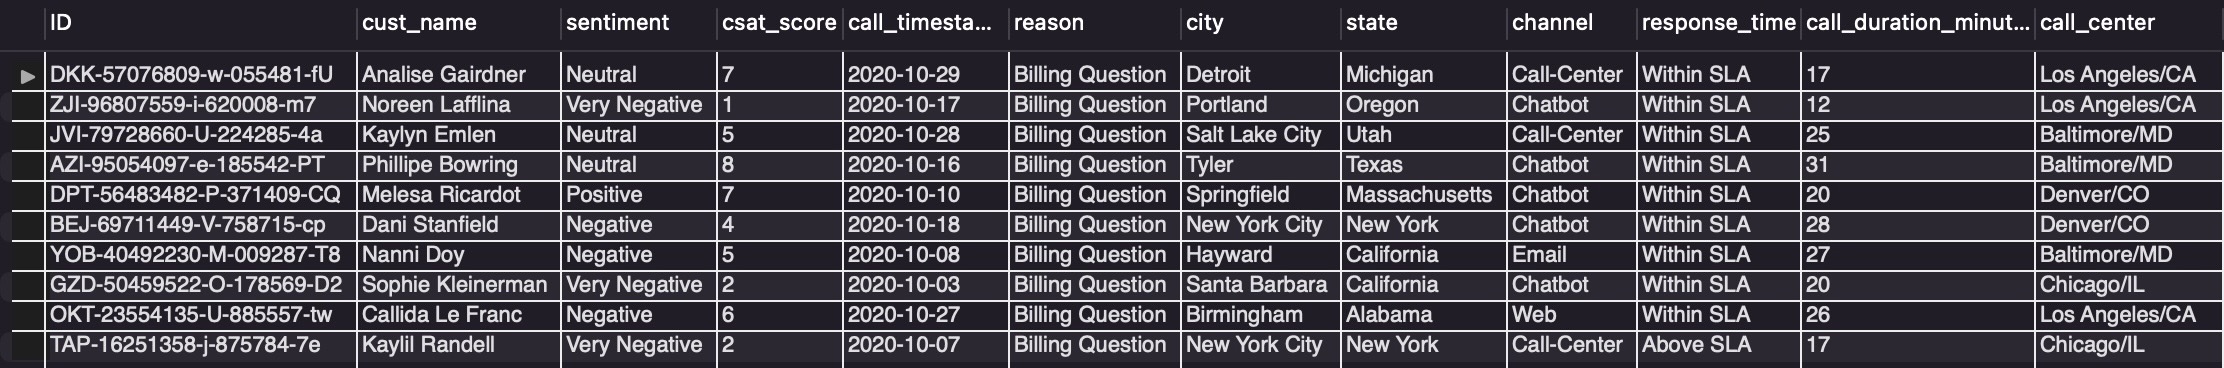 ID cust_name sentiment csat_score call_timesta... reason city state channel response_time call_duration_minut... call_center
DKK-57076809-w-055481-fU Analise Gairdner Neutral 7 2020-10-29 Billing Question Detroit Michigan Call-Center Within SLA 17 Los Angeles/CA
ZJI-96807559-i-620008-m7 Noreen Lafflina Very Negative 1 2020-10-17 Billing Question Portland Oregon Chatbot Within SLA 12 Los Angeles/CA
JVI-79728660-U-224285-4a Kaylyn Emlen Neutral 5 2020-10-28 Billing Question Salt Lake City Utah Call-Center Within SLA 25 Baltimore/MD
AZI-95054097-e-185542-PT Phillipe Bowring Neutral 8 2020-10-16 Billing Question Tyler Texas Chatbot Within SLA 31 Baltimore/MD
DPT-56483482-P-371409-CQ Melesa Ricardot Positive 7 2020-10-10 Billing Question Springfield Massachusetts Chatbot Within SLA 20 Denver/CO
BEJ-69711449-V-758715-cp Dani Stanfield Negative 4 2020-10-18 Billing Question New York City New York Chatbot Within SLA 28 Denver/CO
YOB-40492230-M-009287-T8 Nanni Doy Negative 5 2020-10-08 Billing Question Hayward California Email Within SLA 27 Baltimore/MD
GZD-50459522-O-178569-D2 Sophie Kleinerman Very Negative 2 2020-10-03 Billing Question Santa Barbara California Chatbot Within SLA 20 Chicago/IL
OKT-23554135-U-885557-tw Callida Le Franc Negative 6 2020-10-27 Billing Question Birmingham Alabama Web Within SLA 26 Los Angeles/CA
TAP-16251358-j-875784-7e Kaylil Randell Very Negative 2 2020-10-07 Billing Question New York City New York Call-Center Above SLA 17 Chicago/IL